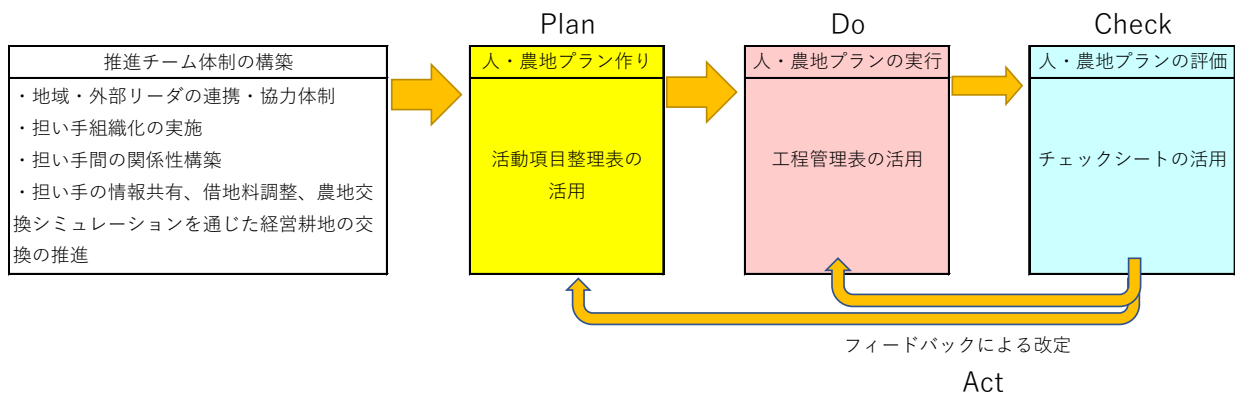 Plan
Do
Check
推進チーム体制の構築
・地域・外部リーダの連携・協力体制
・担い手組織化の実施
・担い手間の関係性構築
・担い手の情報共有、借地料調整、農地交
換シミュレーションを通じた経営耕地の交
換の推進
人・農地プラン作り
活動項目整理表の
活用
人・農地プランの実行
工程管理表の活用
人・農地プランの評価
チェックシートの活用
フィードバックによる改定
Act